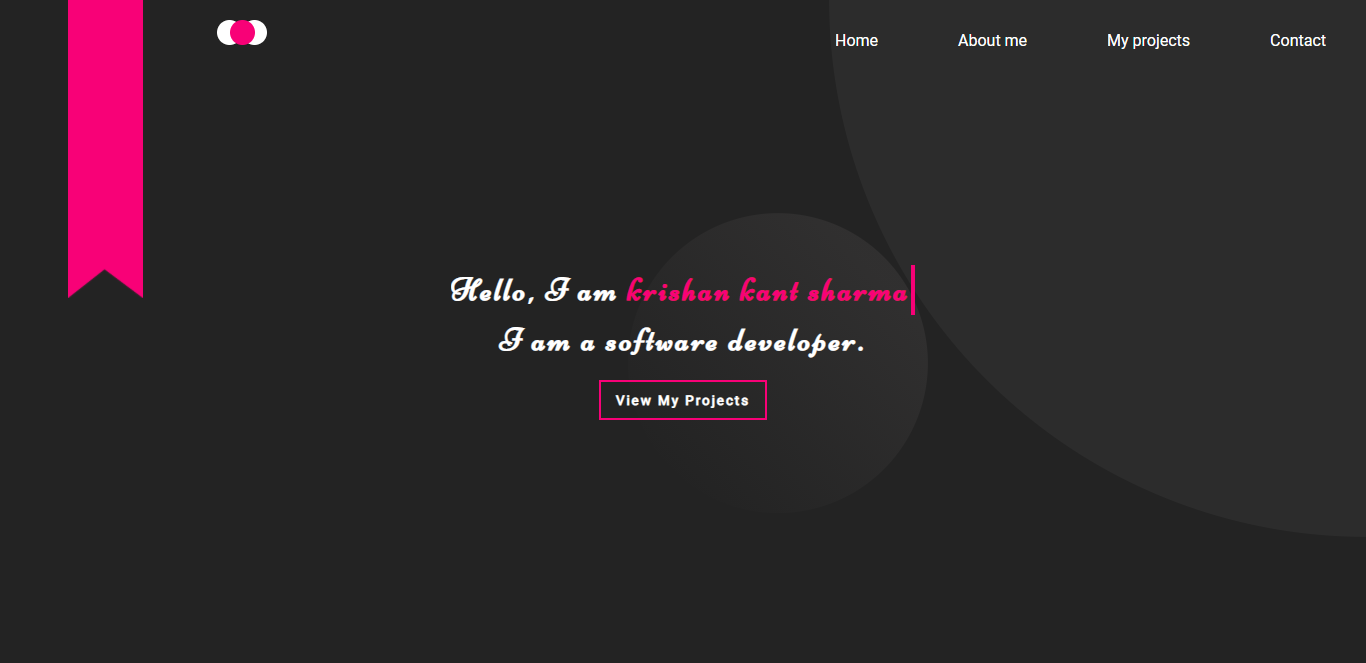 Home
About me
My projects
Contact
Hello, I am krishan kant sharma
I am a software developer.
View My Projects